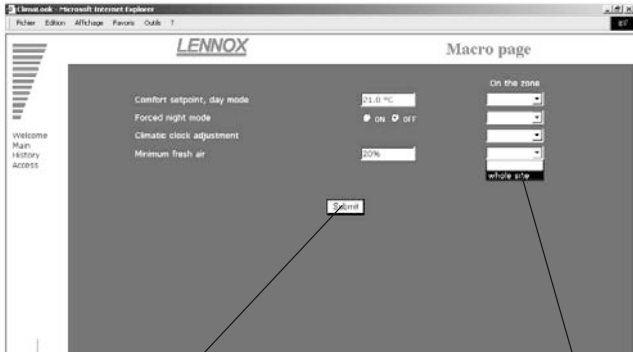 ClimaLook - Microsoft Internet Explorer
Fichier Edition Affichage Favoris Outils ?
LENNOX
Macro page
On the zone
Comfort setpoint, day mode 21.0 °C
Forced night mode ON OFF
Climatic clock adjustment
Minimum fresh air 20%
whole site
Welcome
Main
History
Access
Submit